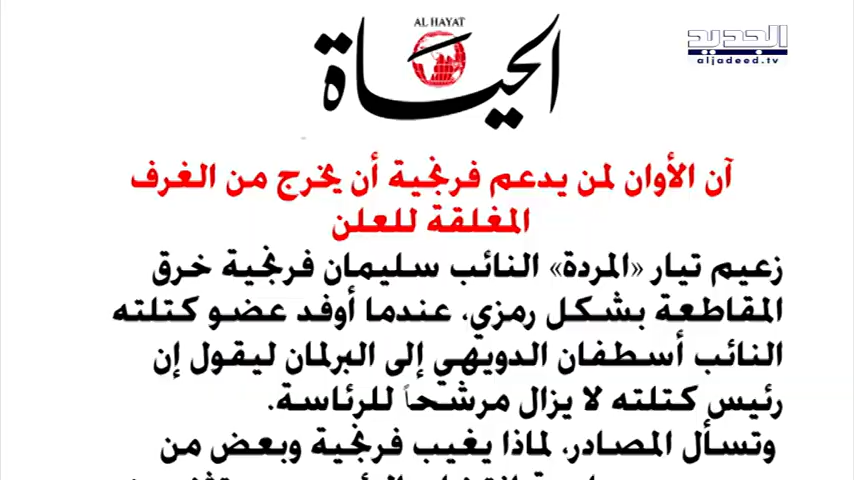 AL HAYAT
الحياة
الجديد
aljadeed.tv
آن الأوان لمن يدعم فرنجية أن يخرج من الغرف
المغلقة للعلن
زعيم تيار «المردة» النائب سليمان فرنجية خرق
المقاطعة بشكل رمزي، عندما أوفد عضو كتلته
النائب أسطفان الدويهي إلى البرلمان ليقول إن
رئيس كتلته لا يزال مرشحاً للرئاسة.
وتسأل المصادر، لماذا يغيب فرنجية وبعض من